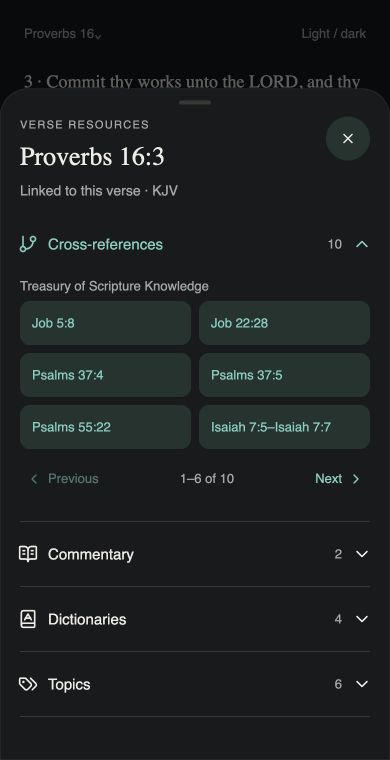 Proverbs 16
Light / dark
3 · Commit thy works unto the LORD, and thy
VERSE RESOURCES
Proverbs 16:3
Linked to this verse · KJV
Cross-references 10
Treasury of Scripture Knowledge
Job 5:8
Job 22:28
Psalms 37:4
Psalms 37:5
Psalms 55:22
Isaiah 7:5–Isaiah 7:7
Previous
1–6 of 10
Next
Commentary 2
Dictionaries 4
Topics 6